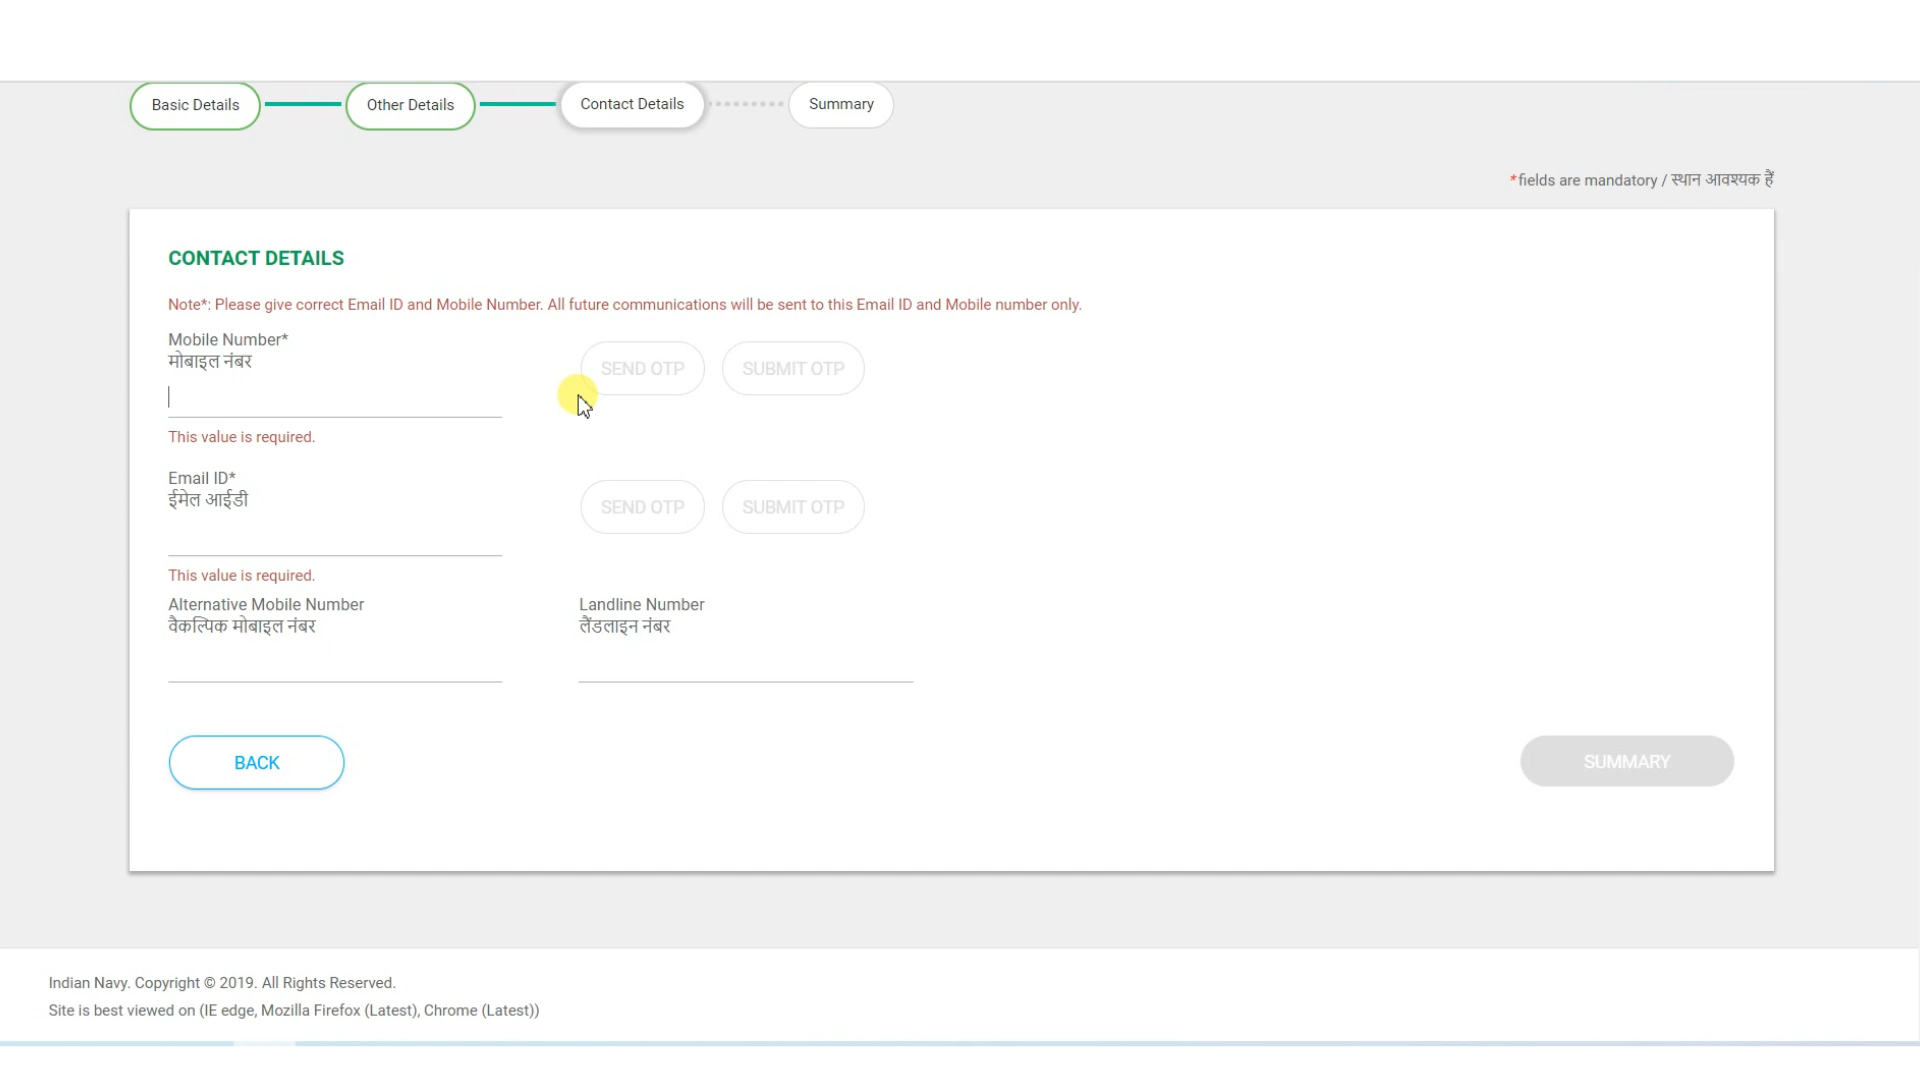 Basic Details
Other Details
Contact Details
Summary
*fields are mandatory / स्थान आवश्यक हैं
CONTACT DETAILS
Note*: Please give correct Email ID and Mobile Number. All future communications will be sent to this Email ID and Mobile number only.
Mobile Number*
मोबाइल नंबर
SEND OTP
SUBMIT OTP
This value is required.
Email ID*
ईमेल आईडी
SEND OTP
SUBMIT OTP
This value is required.
Alternative Mobile Number
वैकल्पिक मोबाइल नंबर
Landline Number
लैंडलाइन नंबर
BACK
SUMMARY
Indian Navy. Copyright © 2019. All Rights Reserved.
Site is best viewed on (IE edge, Mozilla Firefox (Latest), Chrome (Latest))